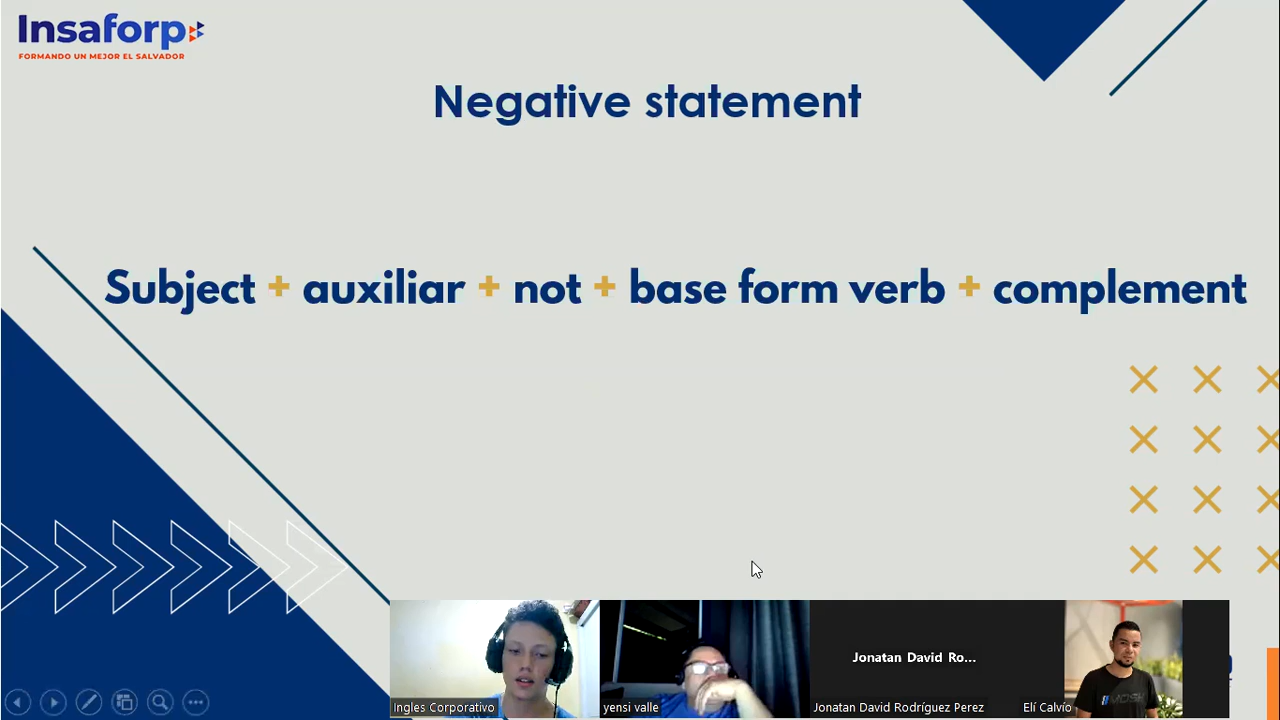 Insaforp
FORMANDO UN MEJOR EL SALVADOR
Negative statement
Subject + auxiliar + not + base form verb + complement
Jonatan David Ro...
Ingles Corporativo
yensi valle
Jonatan David Rodríguez Perez
Elí Calvío